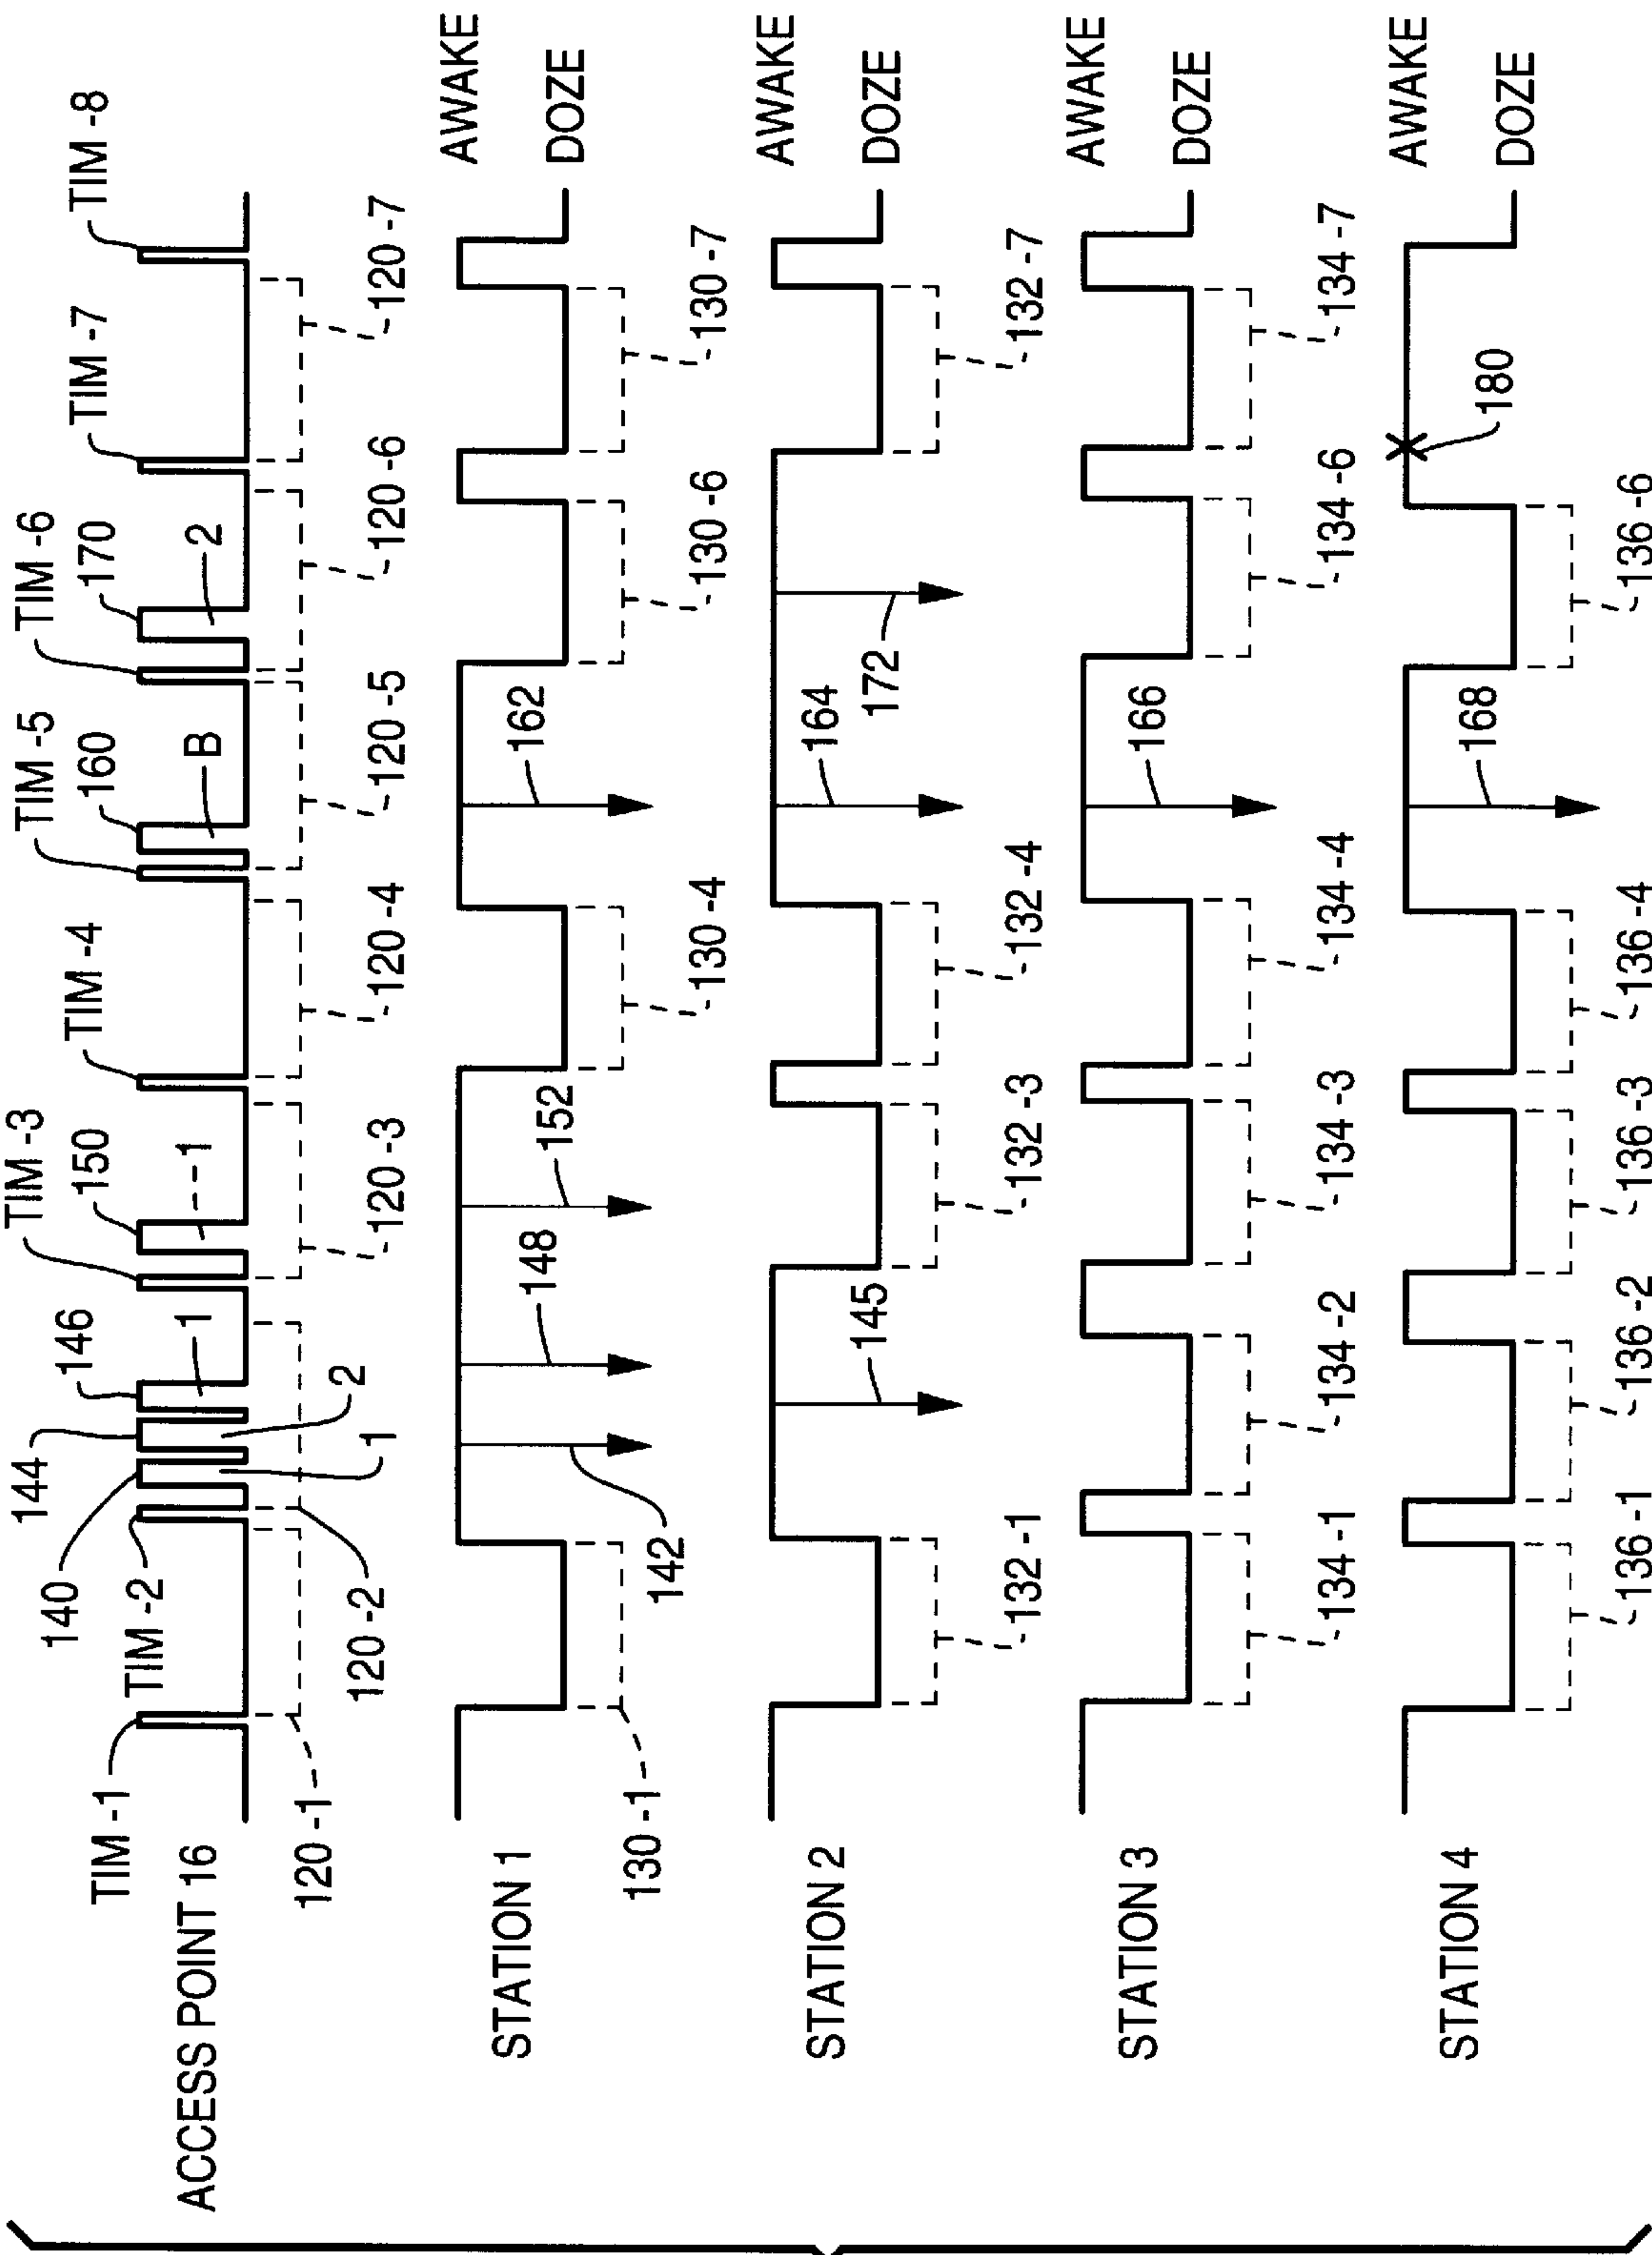 TIM -1
TIM -2
140
144
146
TIM -3
150
TIM -4
TIM -5
160
TIM -6
170
TIM -7
TIM -8
ACCESS POINT 16
1
2
1
1
B
2
120 -1
120 -2
120 -3
120 -4
120 -5
120 -6
120 -7
STATION 1
AWAKE
DOZE
142
148
152
162
130 -1
130 -4
130 -6
130 -7
STATION 2
AWAKE
DOZE
145
164
172
132 -1
132 -3
132 -4
132 -7
STATION 3
AWAKE
DOZE
166
134 -1
134 -2
134 -3
134 -4
134 -6
134 -7
STATION 4
AWAKE
DOZE
168
180
136 -1
136 -2
136 -3
136 -4
136 -6